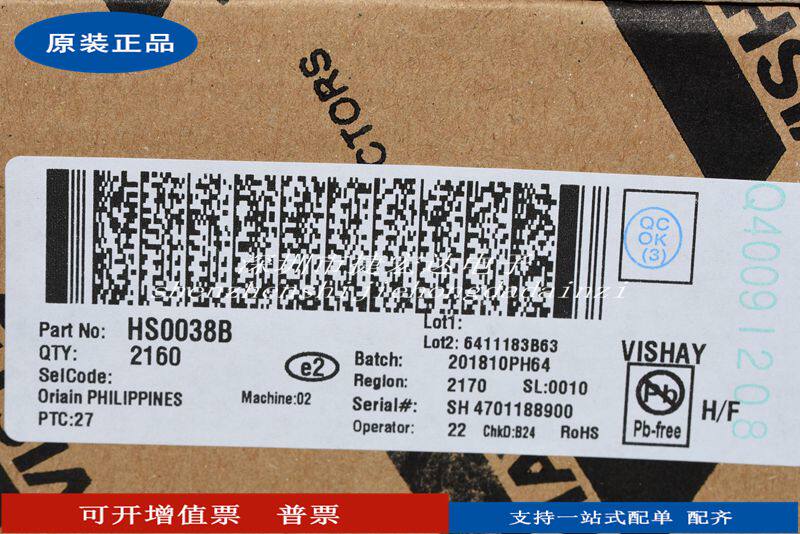 原装正品
CTORS
VISH
QC
OK
(3)
Q40091208
Part No: HS0038B
QTY: 2160
SelCode:
Oriain PHILIPPINES
PTC:27
e2
Machine:02
Lot1:
Lot2: 6411183B63
Batch: 201810PH64
Region: 2170 SL:0010
Serial#: SH 4701188900
Operator: 22 ChkD:B24 RoHS
VISHAY
Pb
Pb-free
H/F
可开增值票 普票
支持一站式配单 配齐